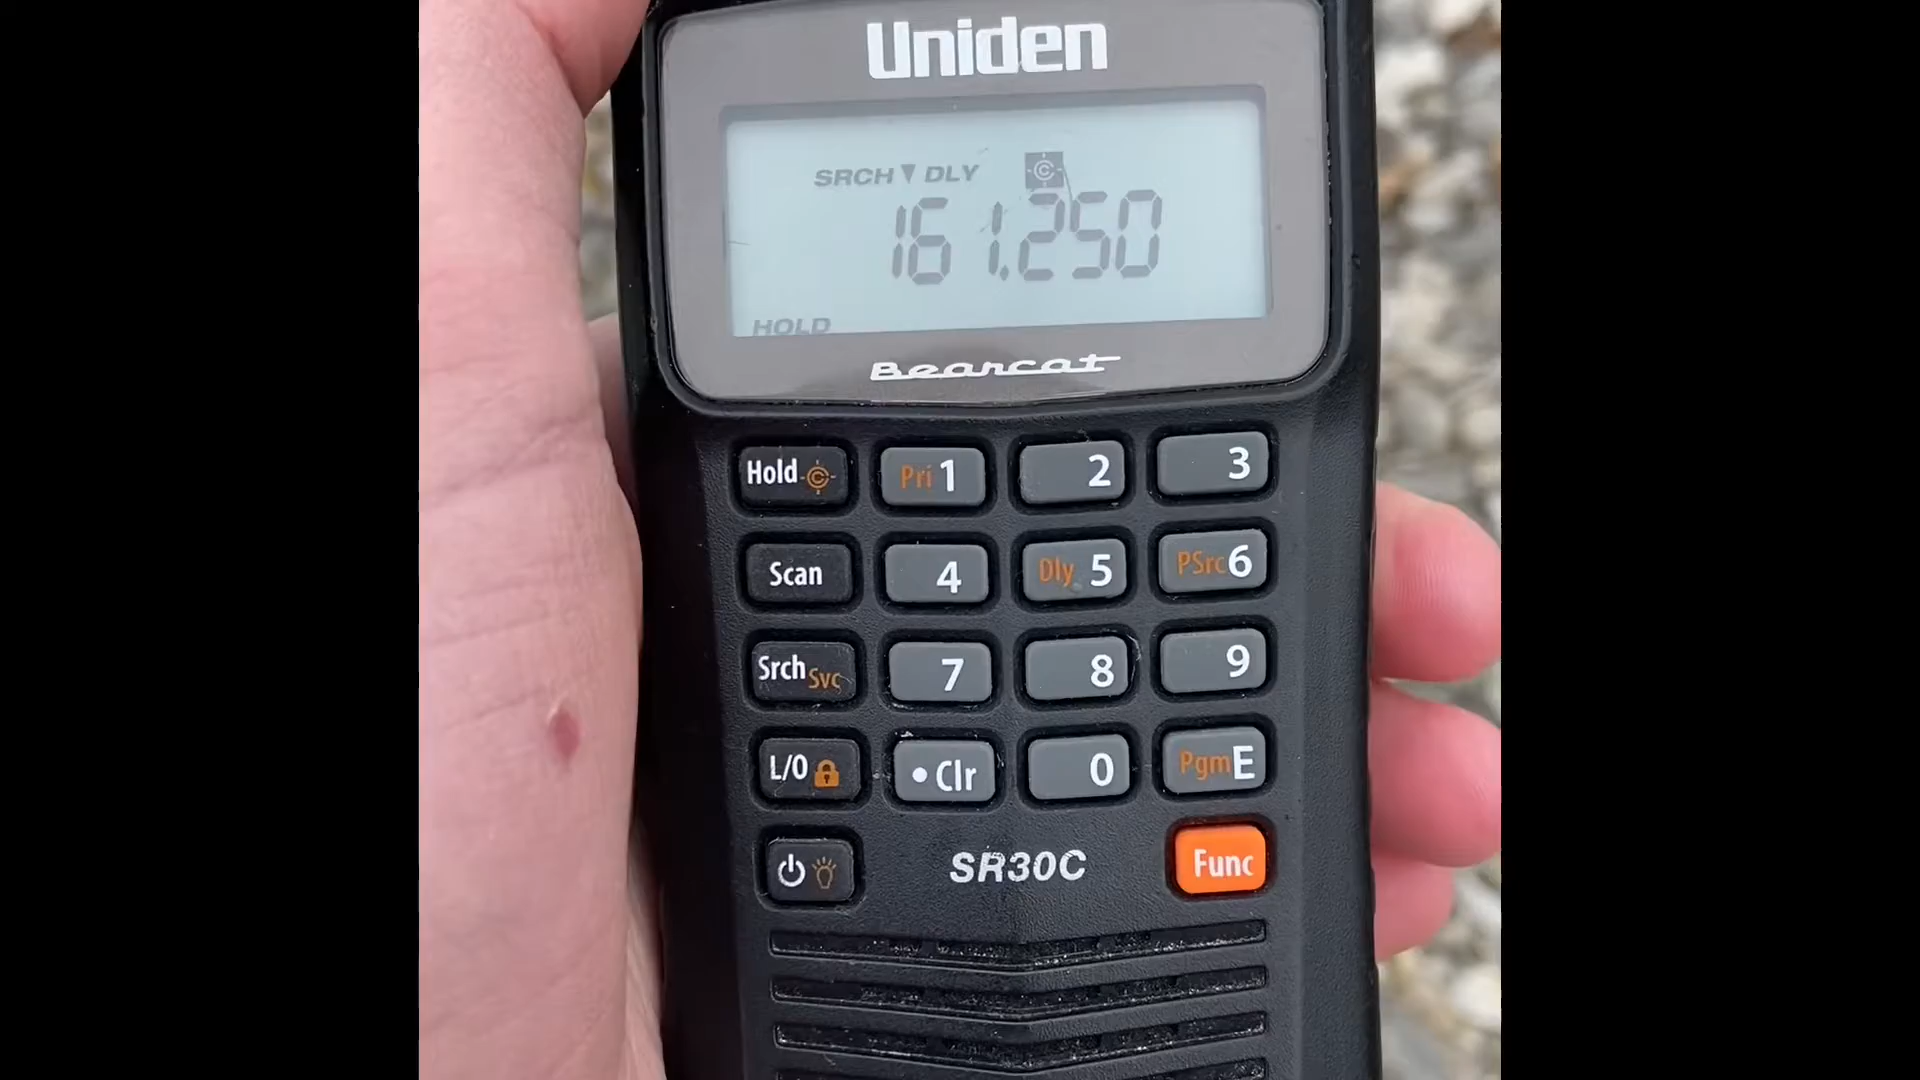 Uniden
SRCH ▼ DLY C
161.250
HOLD
Bearcat
Hold C Pri 1 2 3
Scan 4 Dly 5 PSrc 6
Srch Svc 7 8 9
L/O • Clr 0 Pgm E
SR30C Func